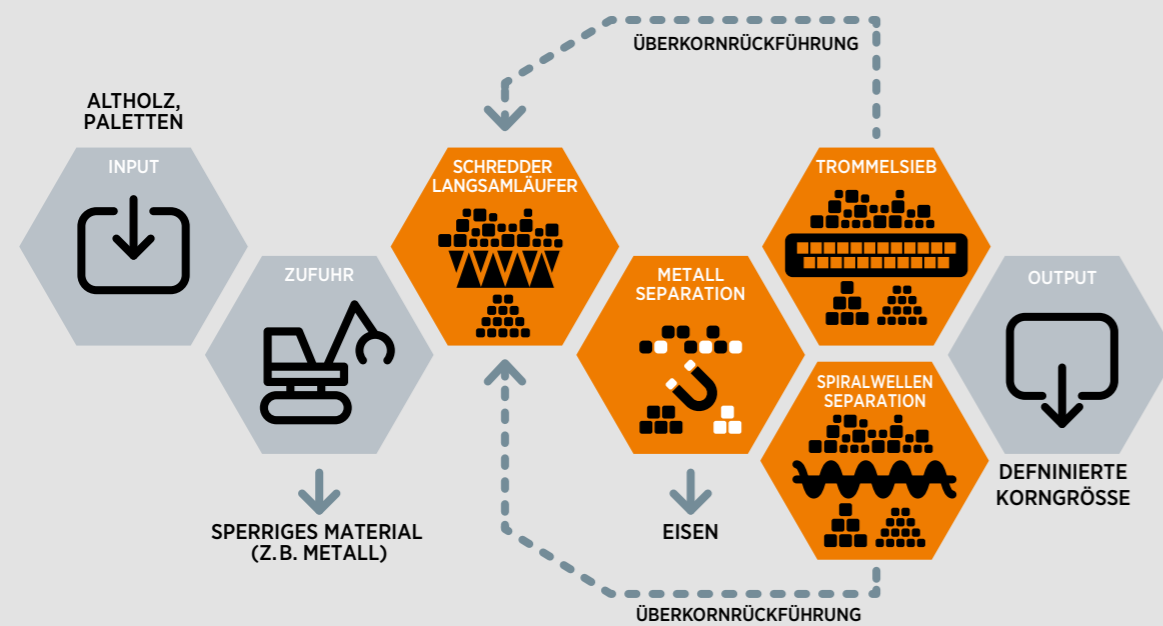 ÜBERKORNRÜCKFÜHRUNG
ALTHOLZ,
PALETTEN
INPUT
ZUFUHR
SPERRIGES MATERIAL
(Z. B. METALL)
SCHREDDER
LANGSAMLÄUFER
METALL
SEPARATION
EISEN
TROMMELSIEB
SPIRALWELLEN
SEPARATION
OUTPUT
DEFNINIERTE
KORNGRÖSSE
ÜBERKORNRÜCKFÜHRUNG